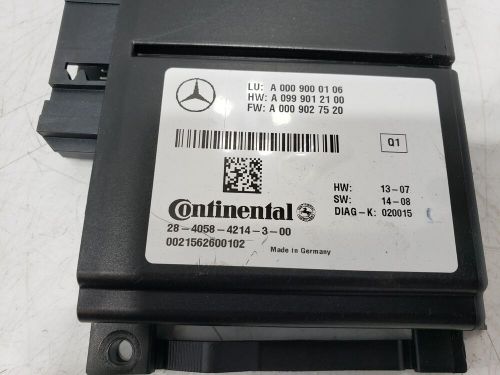 LU: A 000 900 01 06
HW: A 099 901 21 00
FW: A 000 902 75 20
Q1
HW: 13-07
SW: 14-08
DIAG-K: 020015
Continental
28-4058-4214-3-00
0021562600102
Made in Germany